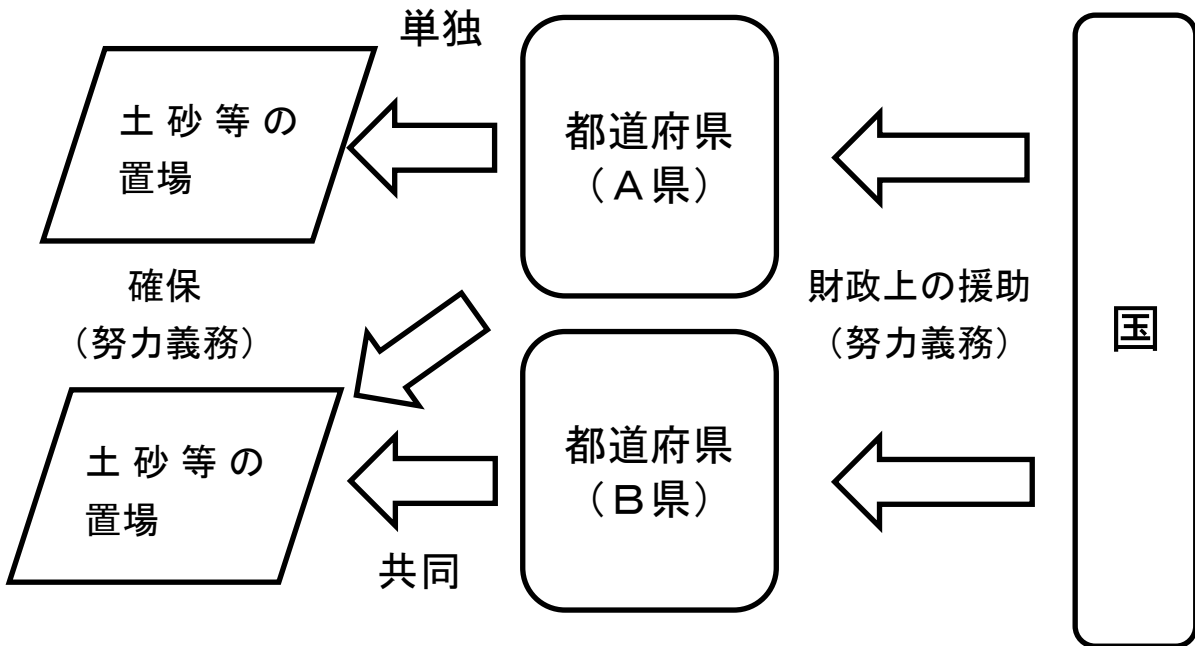 単独
土砂等の
置場
都道府県
（Ａ県）
確保
（努力義務）
財政上の援助
（努力義務）
国
土砂等の
置場
都道府県
（Ｂ県）
共同